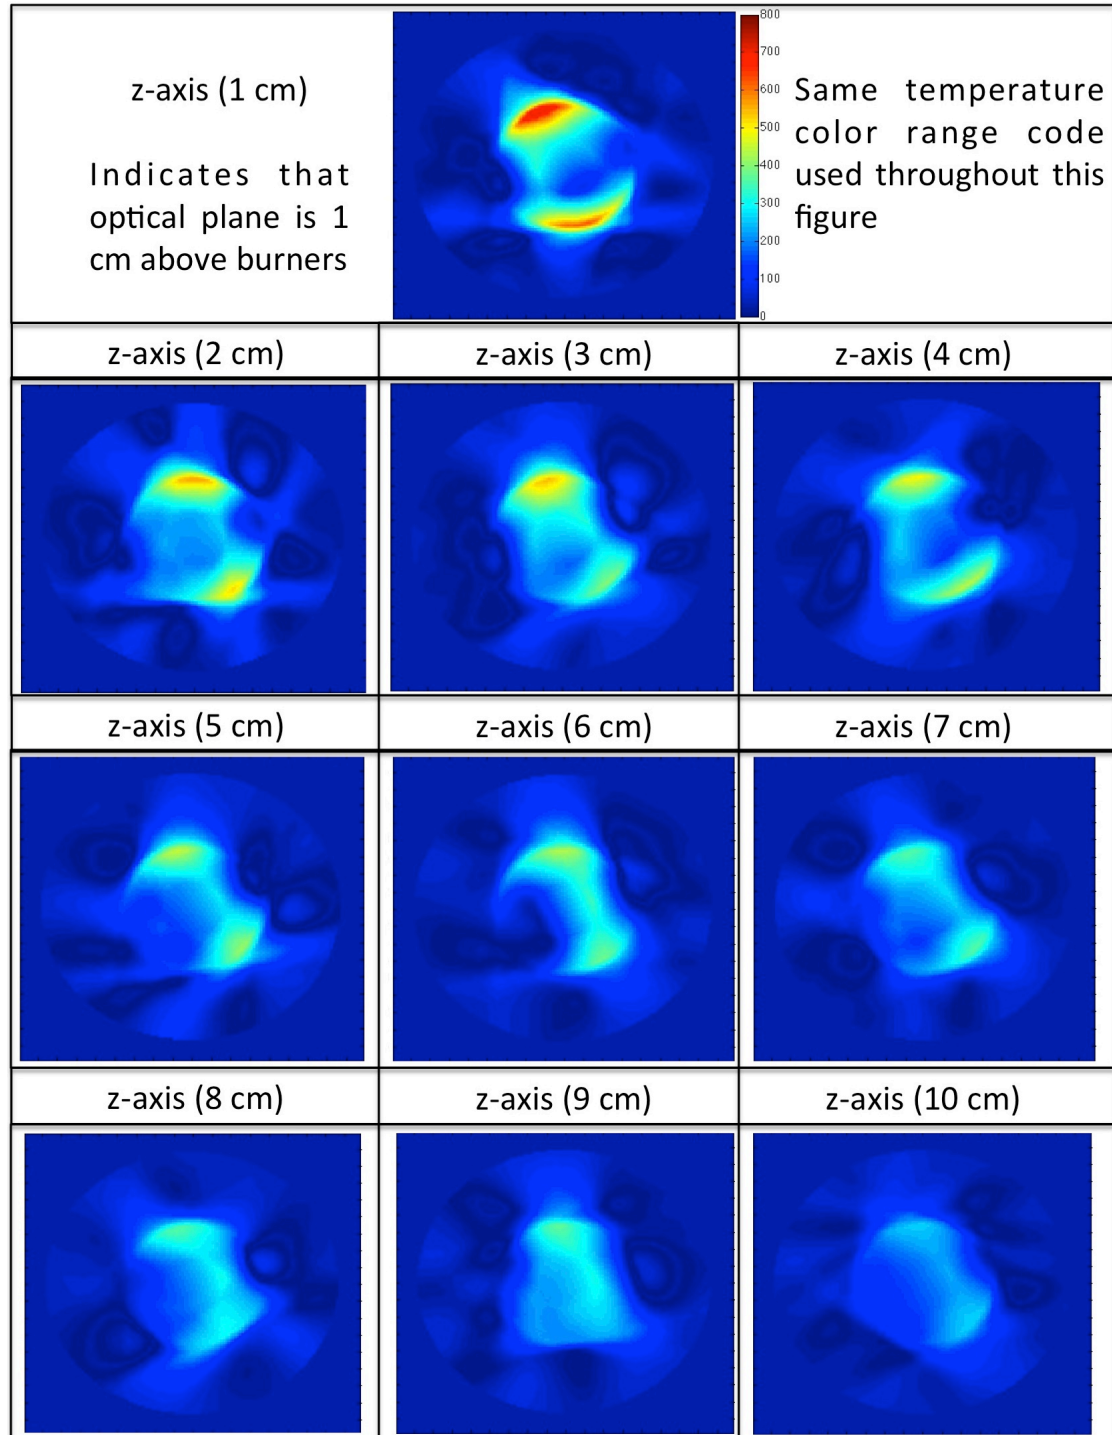 z-axis (1 cm)
Indicates that
optical plane is 1
cm above burners
800
700
600
500
400
300
200
100
0
Same temperature
color range code
used throughout this
figure
z-axis (2 cm)
z-axis (3 cm)
z-axis (4 cm)
z-axis (5 cm)
z-axis (6 cm)
z-axis (7 cm)
z-axis (8 cm)
z-axis (9 cm)
z-axis (10 cm)